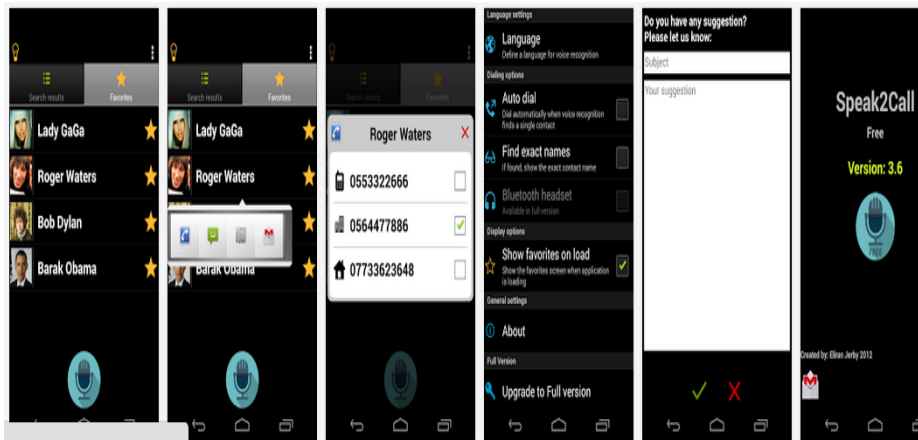 Search results
Favorites
Lady GaGa
Roger Waters
Bob Dylan
Barak Obama
Search results
Favorites
Lady GaGa
Roger Waters
Barak Obama
Search results
Favorites
Roger Waters
X
0553322666
0564477886
07733623648
Language settings
Language
Define a language for voice recognition
Dialing options
Auto dial
Dial automatically when voice recognition
finds a single contact
Find exact names
If found, show the exact contact name
Bluetooth headset
Available in full version
Display options
Show favorites on load
Show the favorites screen when application
is loading
General settings
About
Full Version
Upgrade to Full version
Do you have any suggestion?
Please let us know:
Subject
Your suggestion
Speak2Call
Free
Version: 3.6
FREE
Created by: Eliran Jerby 2012